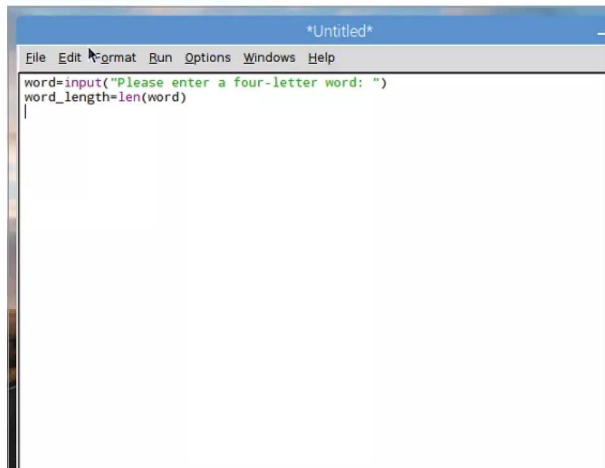 *Untitled*
File Edit Format Run Options Windows Help
word=input("Please enter a four-letter word: ")
word_length=len(word)